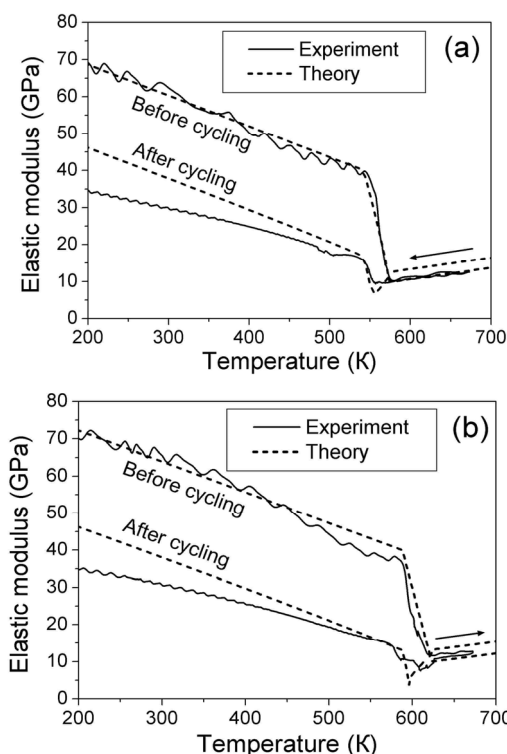 80
70
60
50
40
30
20
10
0
Elastic modulus (GPa)
Experiment
Theory
(a)
Before cycling
After cycling
200 300 400 500 600 700
Temperature (К)
80
70
60
50
40
30
20
10
0
Elastic modulus (GPa)
Experiment
Theory
(b)
Before cycling
After cycling
200 300 400 500 600 700
Temperature (К)